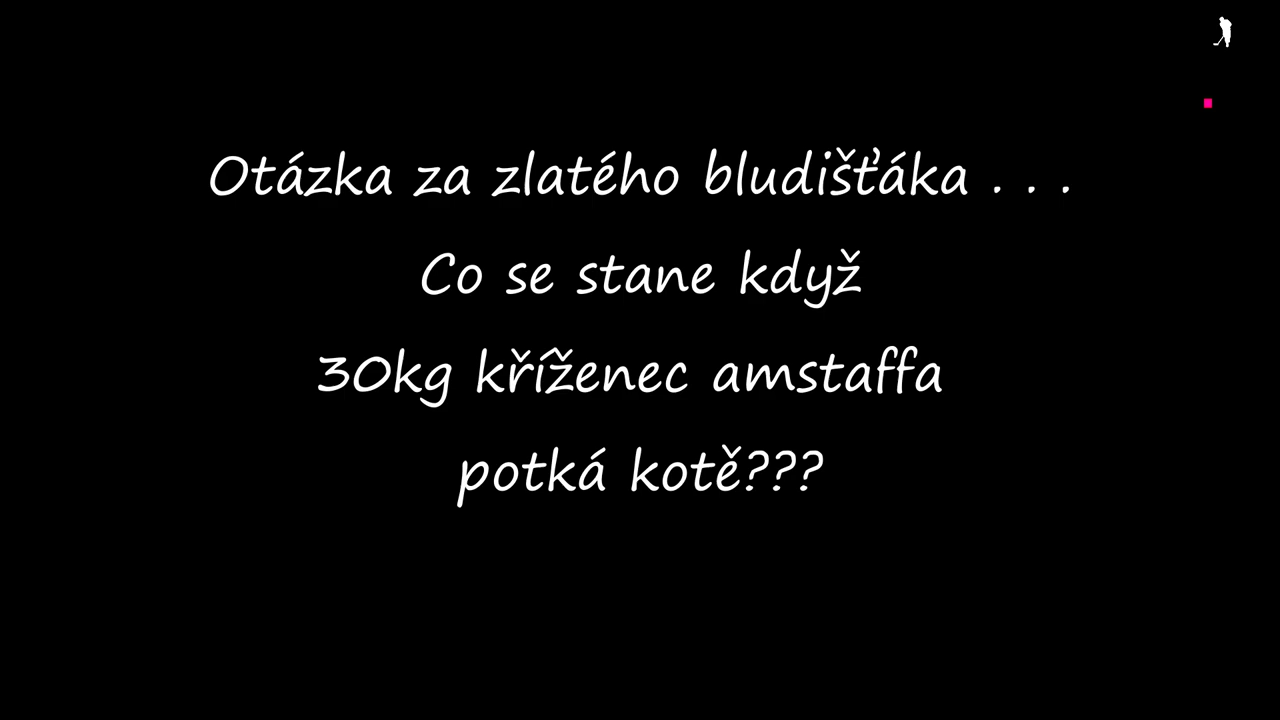 Otázka za zlatého bludišťáka . . .
Co se stane když
30kg kříženec amstaffa
potká kotě???